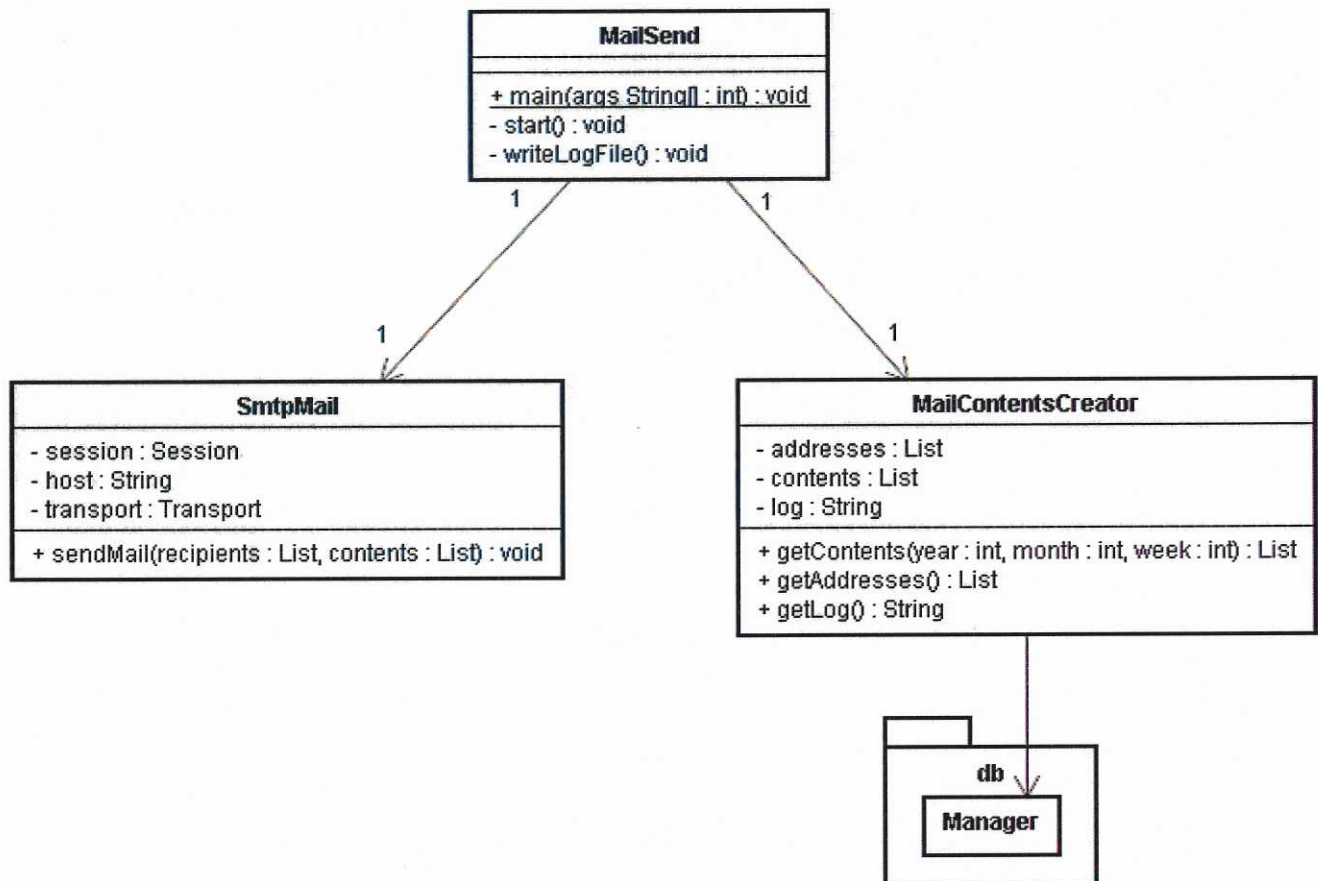 MailSend
+ main(args String[] : int) : void
- start() : void
- writeLogFile() : void
1
1
1
1
SmtpMail
- session : Session
- host : String
- transport : Transport
+ sendMail(recipients : List, contents : List) : void
MailContentsCreator
- addresses : List
- contents : List
- log : String
+ getContents(year : int, month : int, week : int) : List
+ getAddresses() : List
+ getLog() : String
db
Manager